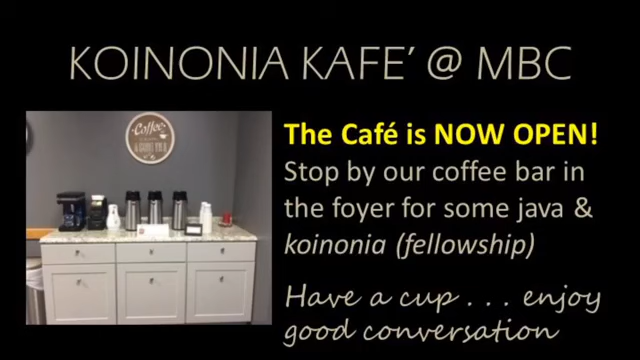 KOINONIA KAFE’ @ MBC
Coffee
The Café is NOW OPEN!
Stop by our coffee bar in
the foyer for some java &
koinonia (fellowship)
Have a cup . . . enjoy
good conversation